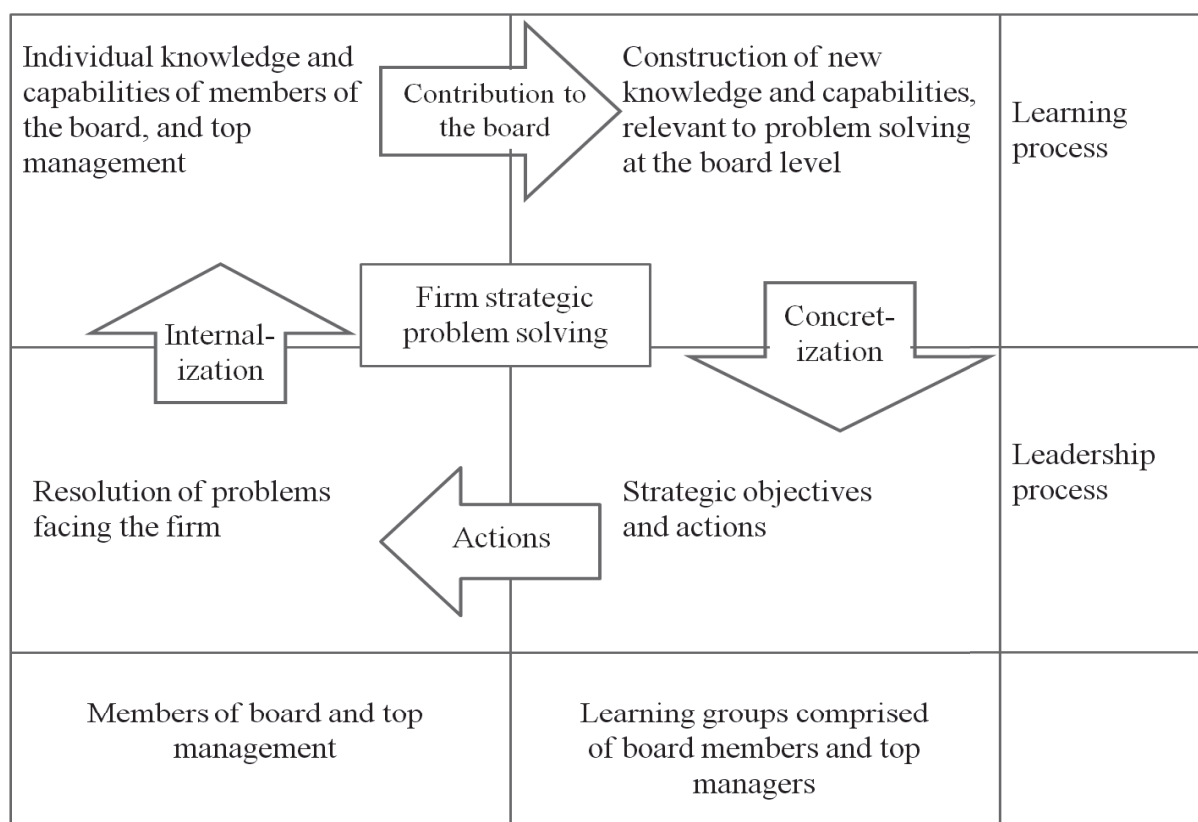 Individual knowledge and
capabilities of members of
the board, and top
management
Contribution to
the board
Construction of new
knowledge and capabilities,
relevant to problem solving
at the board level
Learning
process
Internal-
ization
Firm strategic
problem solving
Concret-
ization
Resolution of problems
facing the firm
Actions
Strategic objectives
and actions
Leadership
process
Members of board and top
management
Learning groups comprised
of board members and top
managers